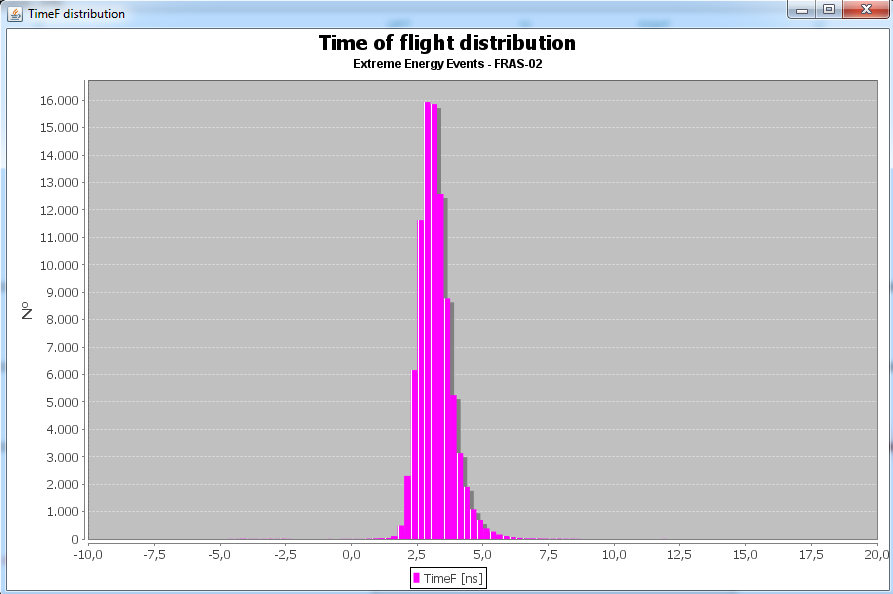 TimeF distribution
Time of flight distribution
Extreme Energy Events - FRAS-02
16.000
15.000
14.000
13.000
12.000
11.000
10.000
9.000
8.000
7.000
6.000
5.000
4.000
3.000
2.000
1.000
0
N°
-10,0 -7,5 -5,0 -2,5 0,0 2,5 5,0 7,5 10,0 12,5 15,0 17,5 20,0
TimeF [ns]